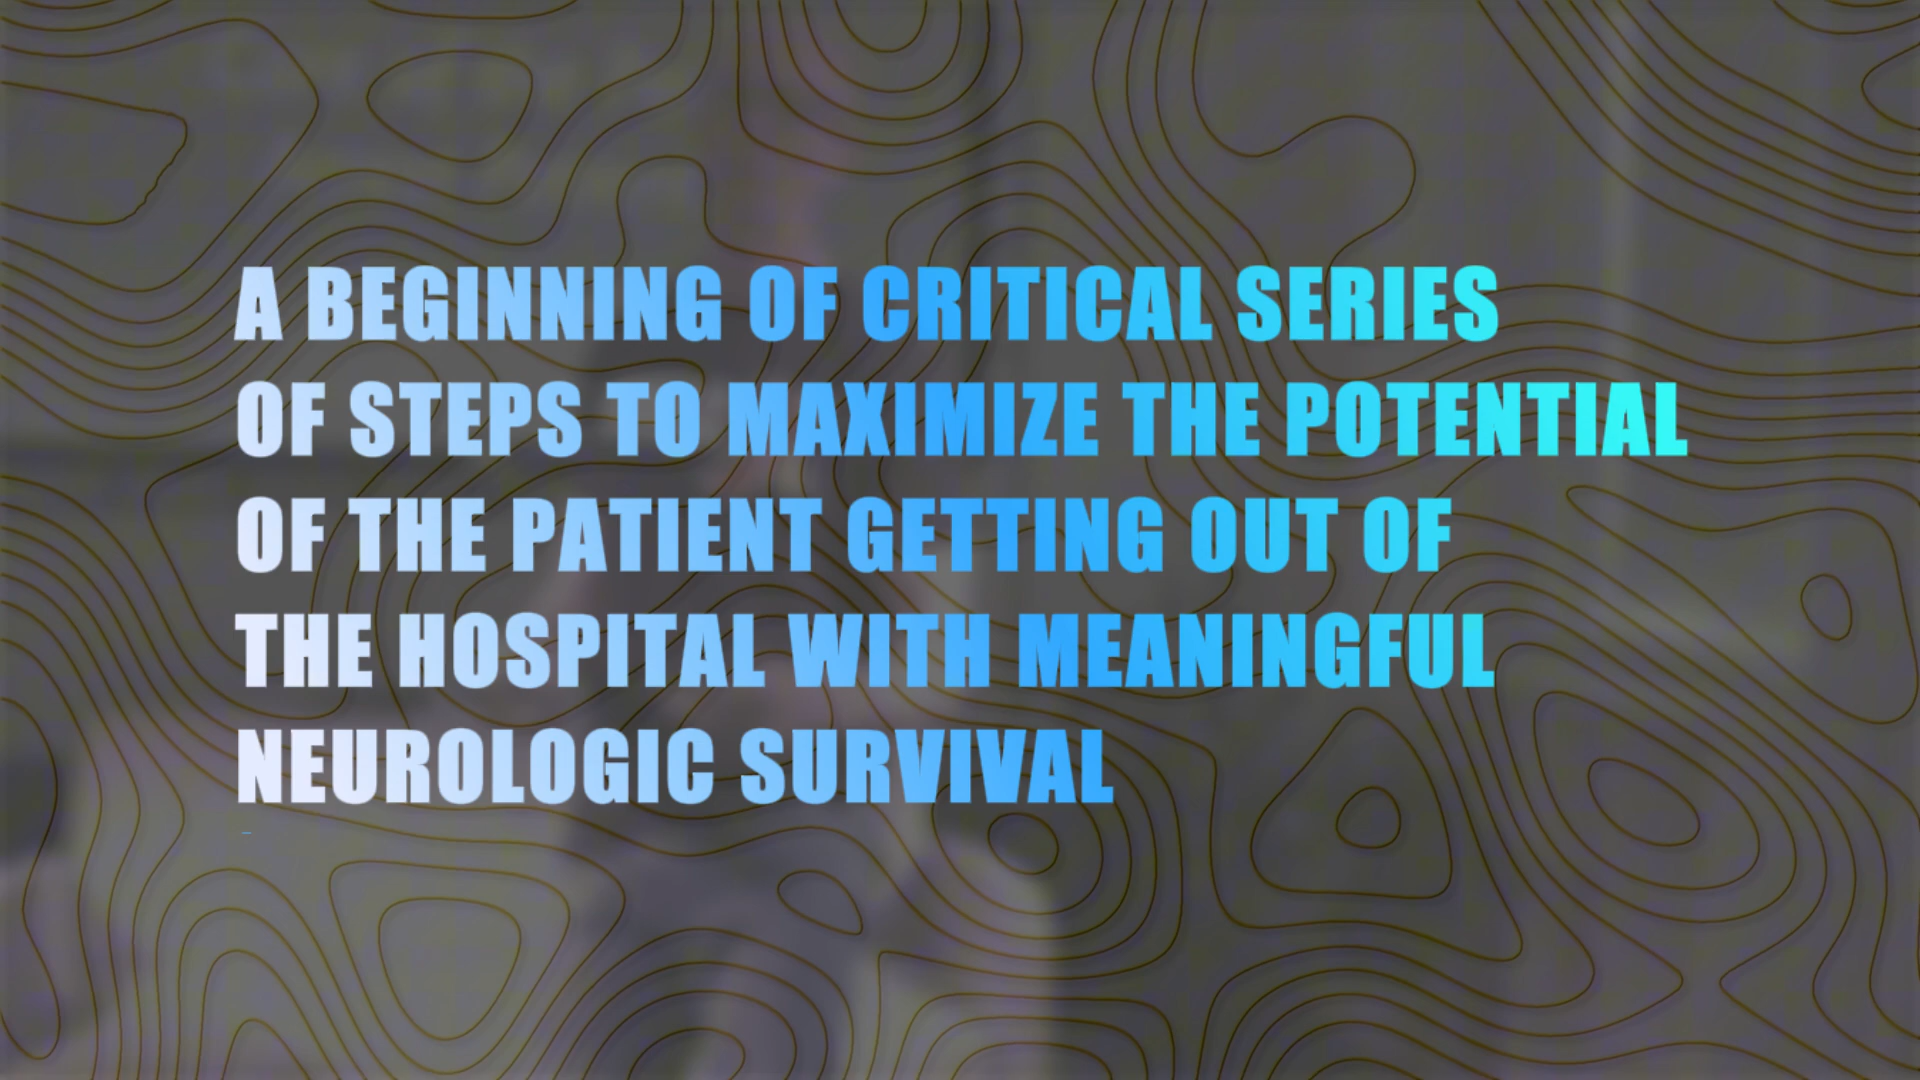 A BEGINNING OF CRITICAL SERIES
OF STEPS TO MAXIMIZE THE POTENTIAL
OF THE PATIENT GETTING OUT OF
THE HOSPITAL WITH MEANINGFUL
NEUROLOGIC SURVIVAL